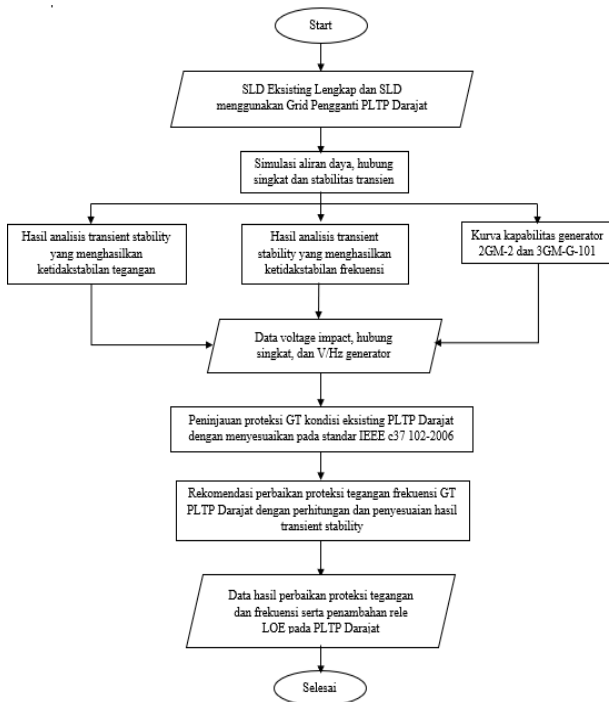 Start
SLD Eksisting Lengkap dan SLD
menggunakan Grid Pengganti PLTP Darajat
Simulasi aliran daya, hubung
singkat dan stabilitas transien
Hasil analisis transient stability
yang menghasilkan
ketidakstabilan tegangan
Hasil analisis transient
stability yang menghasilkan
ketidakstabilan frekuensi
Kurva kapabilitas generator
2GM-2 dan 3GM-G-101
Data voltage impact, hubung
singkat, dan V/Hz generator
Peninjauan proteksi GT kondisi eksisting PLTP Darajat
dengan menyesuaikan pada standar IEEE c37 102-2006
Rekomendasi perbaikan proteksi tegangan frekuensi GT
PLTP Darajat dengan perhitungan dan penyesuaian hasil
transient stability
Data hasil perbaikan proteksi tegangan
dan frekuensi serta penambahan rele
LOE pada PLTP Darajat
Selesai